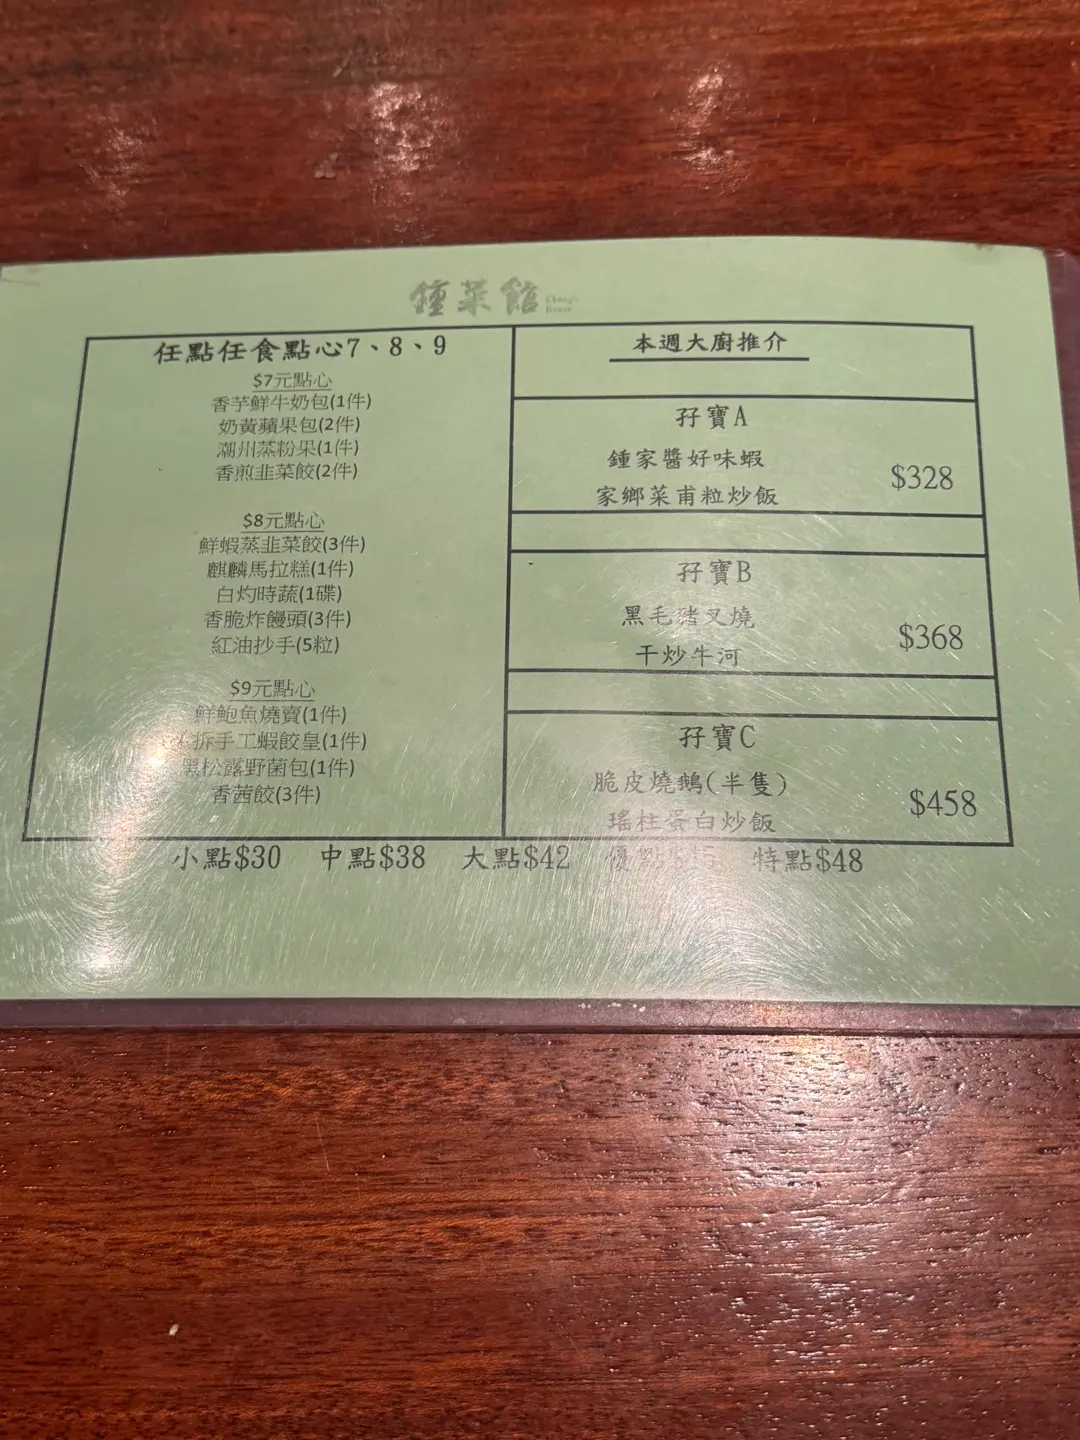 鍾菜館 Chung's House
任點任食點心7、8、9
$7元點心
香芋鮮牛奶包(1件)
奶黃蘋果包(2件)
潮州蒸粉果(1件)
香煎韭菜餃(2件)
$8元點心
鮮蝦蒸韭菜餃(3件)
麒麟馬拉糕(1件)
白灼時蔬(1碟)
香脆炸饅頭(3件)
紅油抄手(5粒)
$9元點心
鮮鮑魚燒賣(1件)
拆手工蝦餃皇(1件)
黑松露野菌包(1件)
香茜餃(3件)
本週大廚推介
孖寶A
鍾家醬好味蝦
家鄉菜甫粒炒飯
$328
孖寶B
黑毛豬叉燒
干炒牛河
$368
孖寶C
脆皮燒鵝(半隻)
瑤柱蛋白炒飯
$458
小點$30 中點$38 大點$42 特點$48